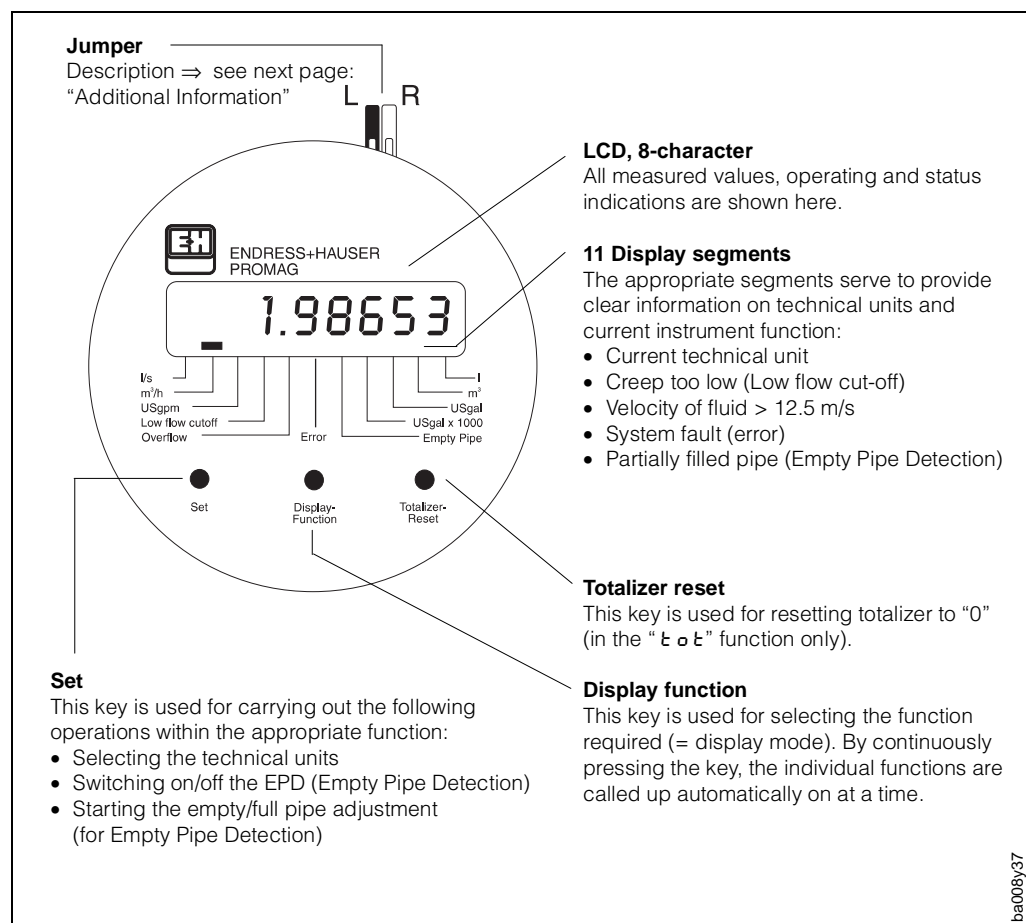 Jumper
Description ⇒ see next page:
“Additional Information”
L R
LCD, 8-character
All measured values, operating and status
indications are shown here.
ENDRESS+HAUSER
PROMAG
1.98653
11 Display segments
The appropriate segments serve to provide
clear information on technical units and
current instrument function:
• Current technical unit
• Creep too low (Low flow cut-off)
• Velocity of fluid > 12.5 m/s
• System fault (error)
• Partially filled pipe (Empty Pipe Detection)
l/s
m³/h
USgpm
Low flow cutoff
Overflow
Error
l
m³
USgal
USgal x 1000
Empty Pipe
Set
Display-
Function
Totalizer-
Reset
Totalizer reset
This key is used for resetting totalizer to “0”
(in the “tot” function only).
Set
This key is used for carrying out the following
operations within the appropriate function:
• Selecting the technical units
• Switching on/off the EPD (Empty Pipe Detection)
• Starting the empty/full pipe adjustment
(for Empty Pipe Detection)
Display function
This key is used for selecting the function
required (= display mode). By continuously
pressing the key, the individual functions are
called up automatically on at a time.
ba008y37